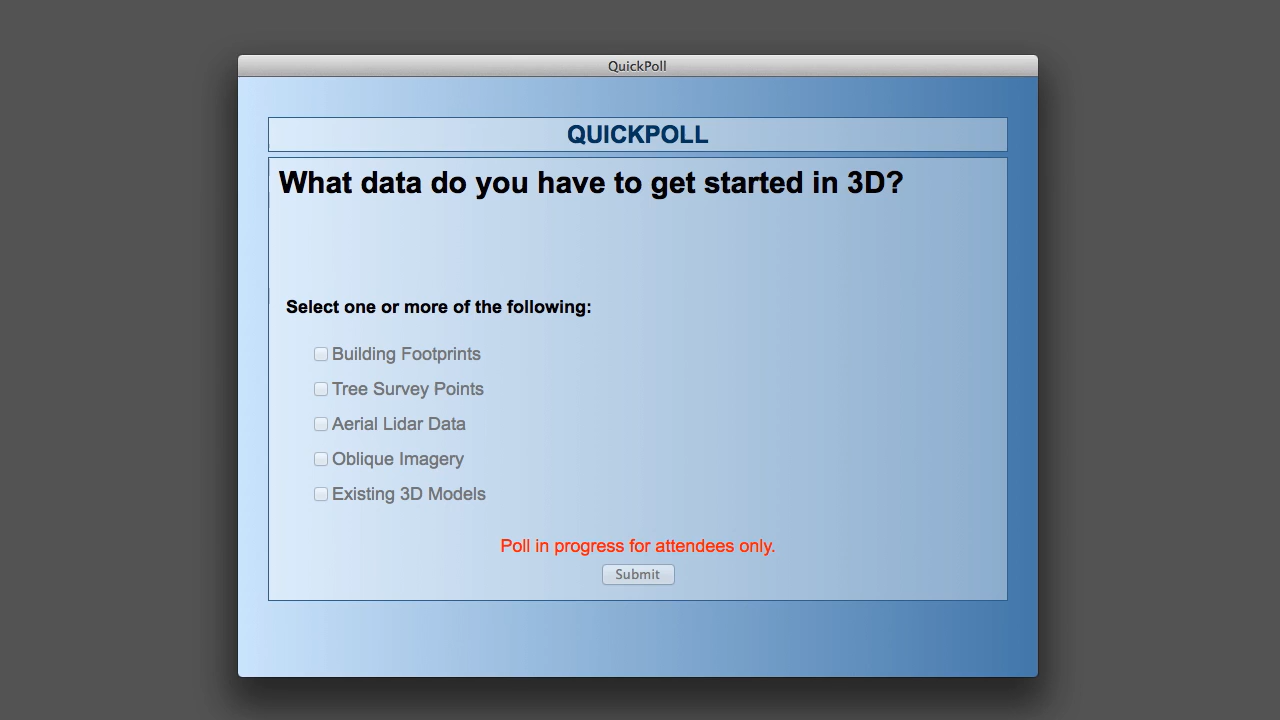 QuickPoll
QUICKPOLL
What data do you have to get started in 3D?
Select one or more of the following:
Building Footprints
Tree Survey Points
Aerial Lidar Data
Oblique Imagery
Existing 3D Models
Poll in progress for attendees only.
Submit